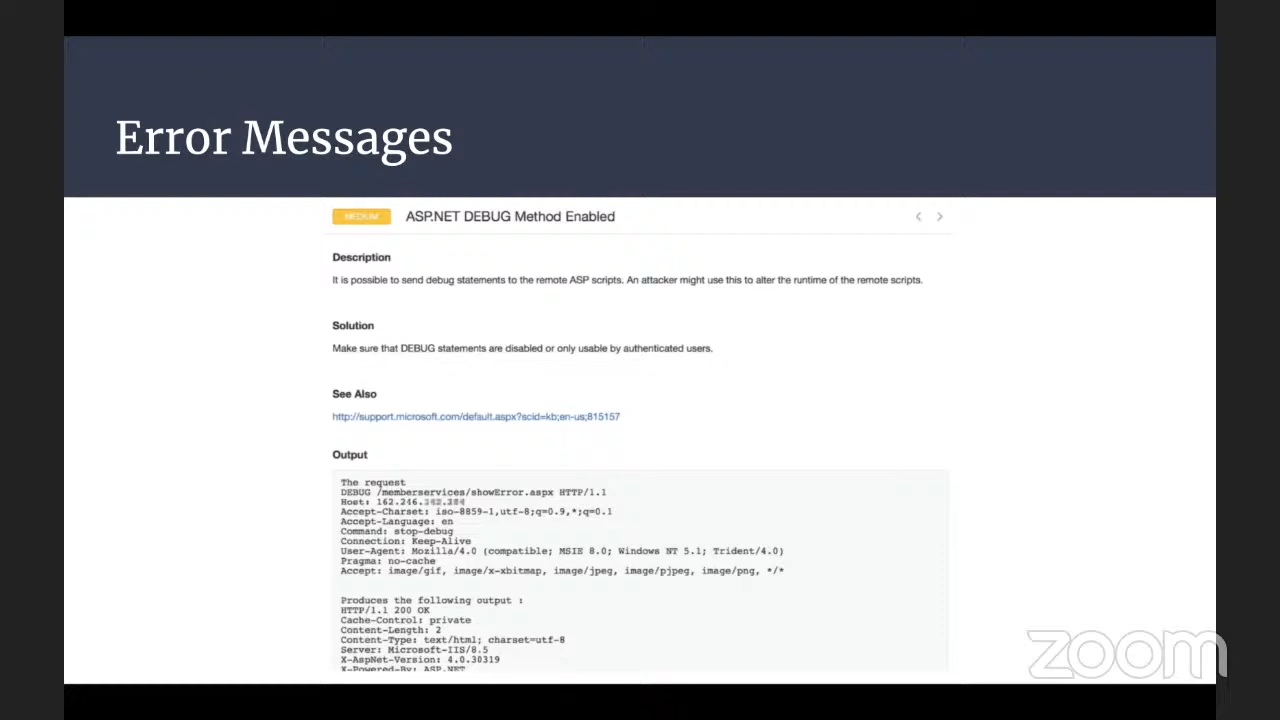 Error Messages
MEDIUM ASP.NET DEBUG Method Enabled
Description
It is possible to send debug statements to the remote ASP scripts. An attacker might use this to alter the runtime of the remote scripts.
Solution
Make sure that DEBUG statements are disabled or only usable by authenticated users.
See Also
http://support.microsoft.com/default.aspx?scid=kb;en-us;815157
Output
The request
DEBUG /memberservices/showError.aspx HTTP/1.1
Host: 162.246.
Accept-Charset: iso-8859-1,utf-8;q=0.9,*;q=0.1
Accept-Language: en
Command: stop-debug
Connection: Keep-Alive
User-Agent: Mozilla/4.0 (compatible; MSIE 8.0; Windows NT 5.1; Trident/4.0)
Pragma: no-cache
Accept: image/gif, image/x-xbitmap, image/jpeg, image/pjpeg, image/png, */*
Produces the following output :
HTTP/1.1 200 OK
Cache-Control: private
Content-Length: 2
Content-Type: text/html; charset=utf-8
Server: Microsoft-IIS/8.5
X-AspNet-Version: 4.0.30319
X-Powered-By: ASP.NET
zoom